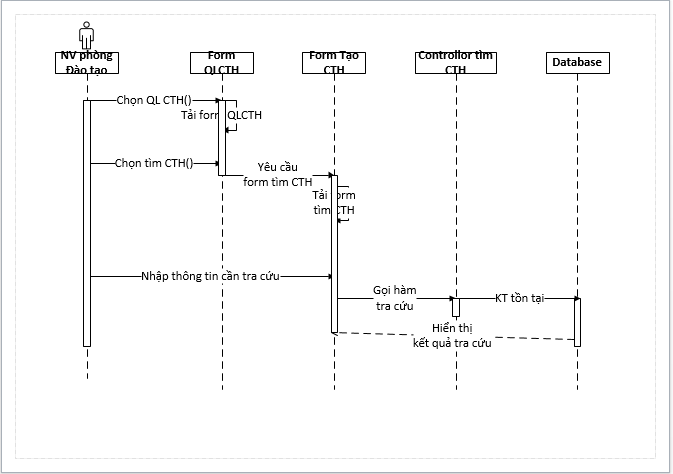 NV phòng
Đào tạo
Form
QLCTH
Form Tạo
CTH
Controllor tìm
CTH
Database
Chọn QL CTH()
Tải form QLCTH
Chọn tìm CTH()
Yêu cầu
form tìm CTH
Tải form
tìm CTH
Nhập thông tin cần tra cứu
Gọi hàm
tra cứu
KT tồn tại
Hiển thị
kết quả tra cứu